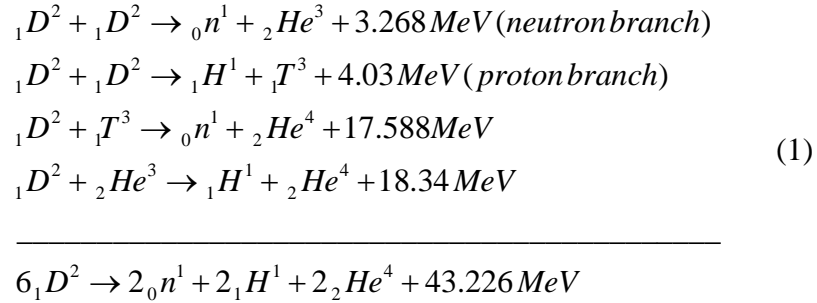 ₁D² + ₁D² → ₀n¹ + ₂He³ + 3.268 MeV (neutron branch)
₁D² + ₁D² → ₁H¹ + ₁T³ + 4.03 MeV ( proton branch)
₁D² + ₁T³ → ₀n¹ + ₂He⁴ + 17.588MeV
(1)
₁D² + ₂He³ → ₁H¹ + ₂He⁴ + 18.34 MeV
6₁D² → 2₀n¹ + 2₁H¹ + 2₂He⁴ + 43.226 MeV